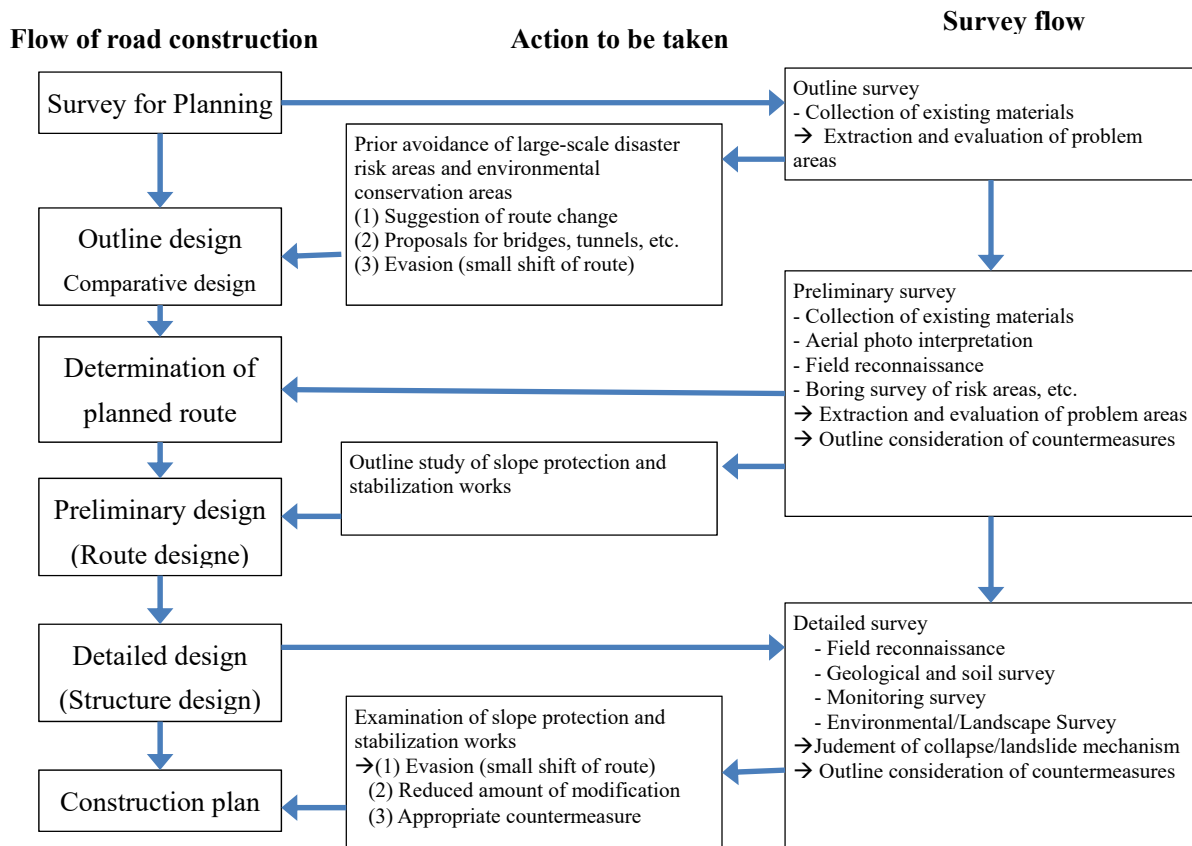 Flow of road construction
Action to be taken
Survey flow
Survey for Planning
Outline design
Comparative design
Determination of
planned route
Preliminary design
(Route designe)
Detailed design
(Structure design)
Construction plan
Prior avoidance of large-scale disaster
risk areas and environmental
conservation areas
(1) Suggestion of route change
(2) Proposals for bridges, tunnels, etc.
(3) Evasion (small shift of route)
Outline study of slope protection and
stabilization works
Examination of slope protection and
stabilization works
→(1) Evasion (small shift of route)
(2) Reduced amount of modification
(3) Appropriate countermeasure
Outline survey
- Collection of existing materials
→ Extraction and evaluation of problem
areas
Preliminary survey
- Collection of existing materials
- Aerial photo interpretation
- Field reconnaissance
- Boring survey of risk areas, etc.
→ Extraction and evaluation of problem areas
→ Outline consideration of countermeasures
Detailed survey
- Field reconnaissance
- Geological and soil survey
- Monitoring survey
- Environmental/Landscape Survey
→Judement of collapse/landslide mechanism
→ Outline consideration of countermeasures